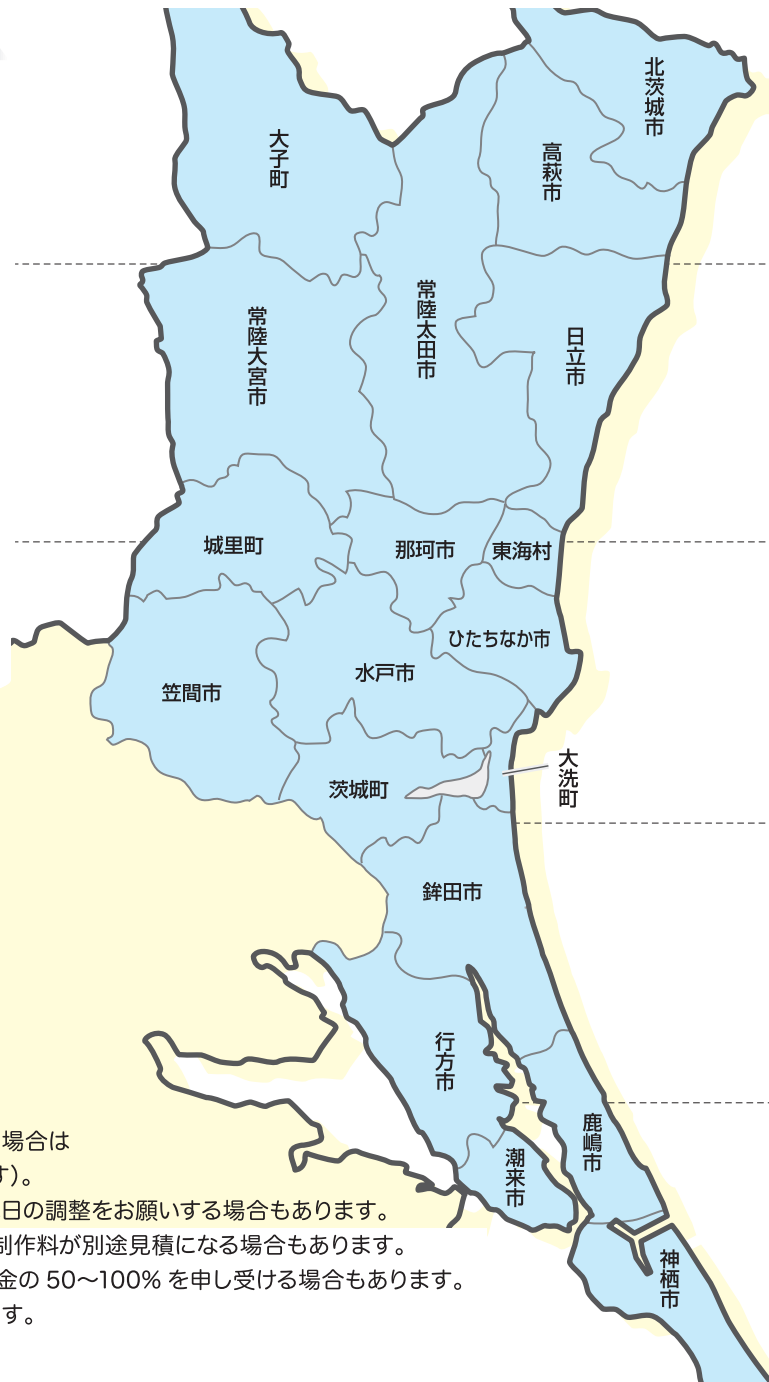 北茨城市
大子町
高萩市
常陸太田市
常陸大宮市
日立市
城里町
那珂市
東海村
ひたちなか市
水戸市
笠間市
大洗町
茨城町
鉾田市
行方市
鹿嶋市
潮来市
神栖市
場合は
す)。
日の調整をお願いする場合もあります。
制作料が別途見積になる場合もあります。
金の 50〜100% を申し受ける場合もあります。
す。